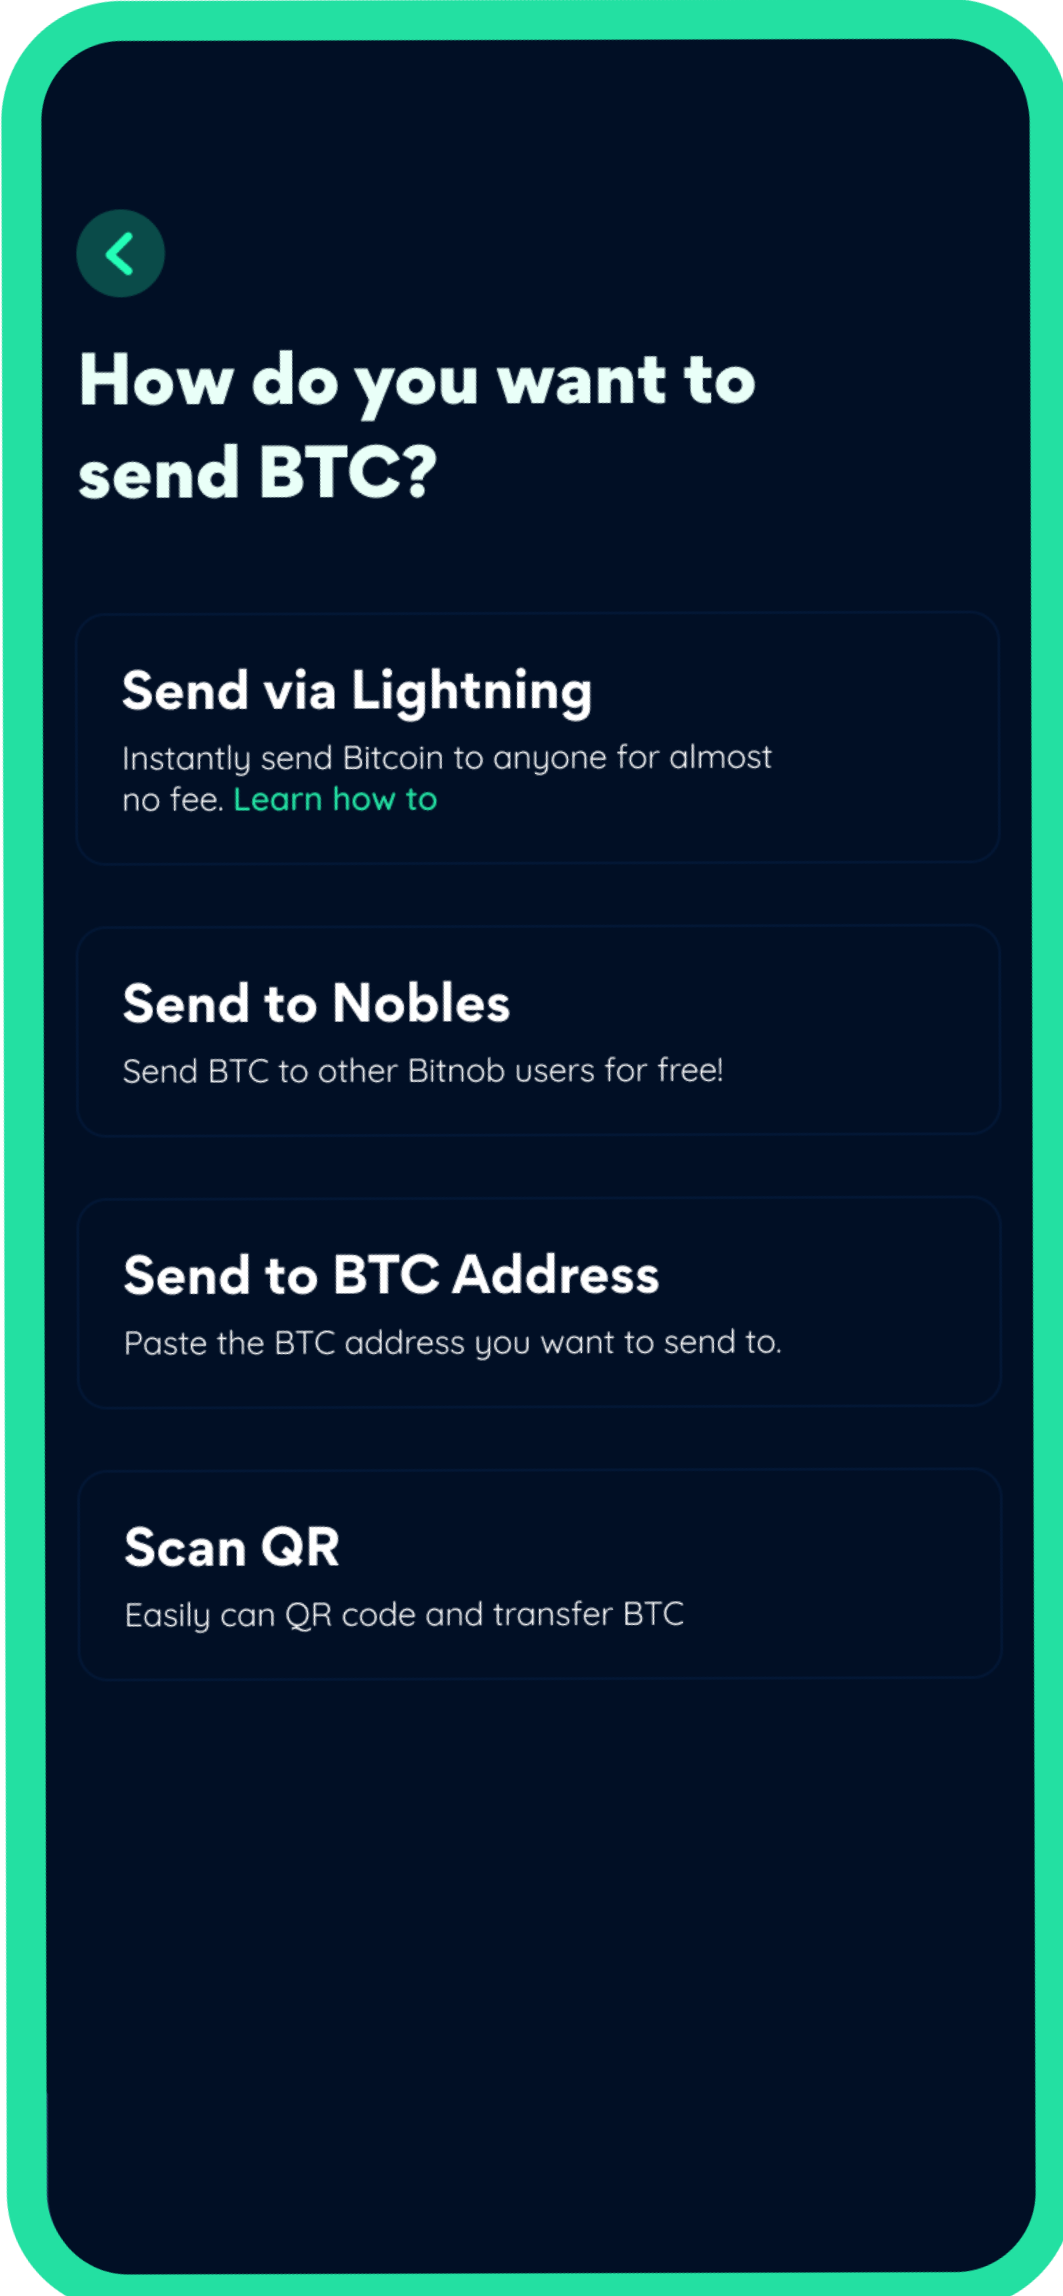 How do you want to
send BTC?
Send via Lightning
Instantly send Bitcoin to anyone for almost
no fee. Learn how to
Send to Nobles
Send BTC to other Bitnob users for free!
Send to BTC Address
Paste the BTC address you want to send to.
Scan QR
Easily can QR code and transfer BTC